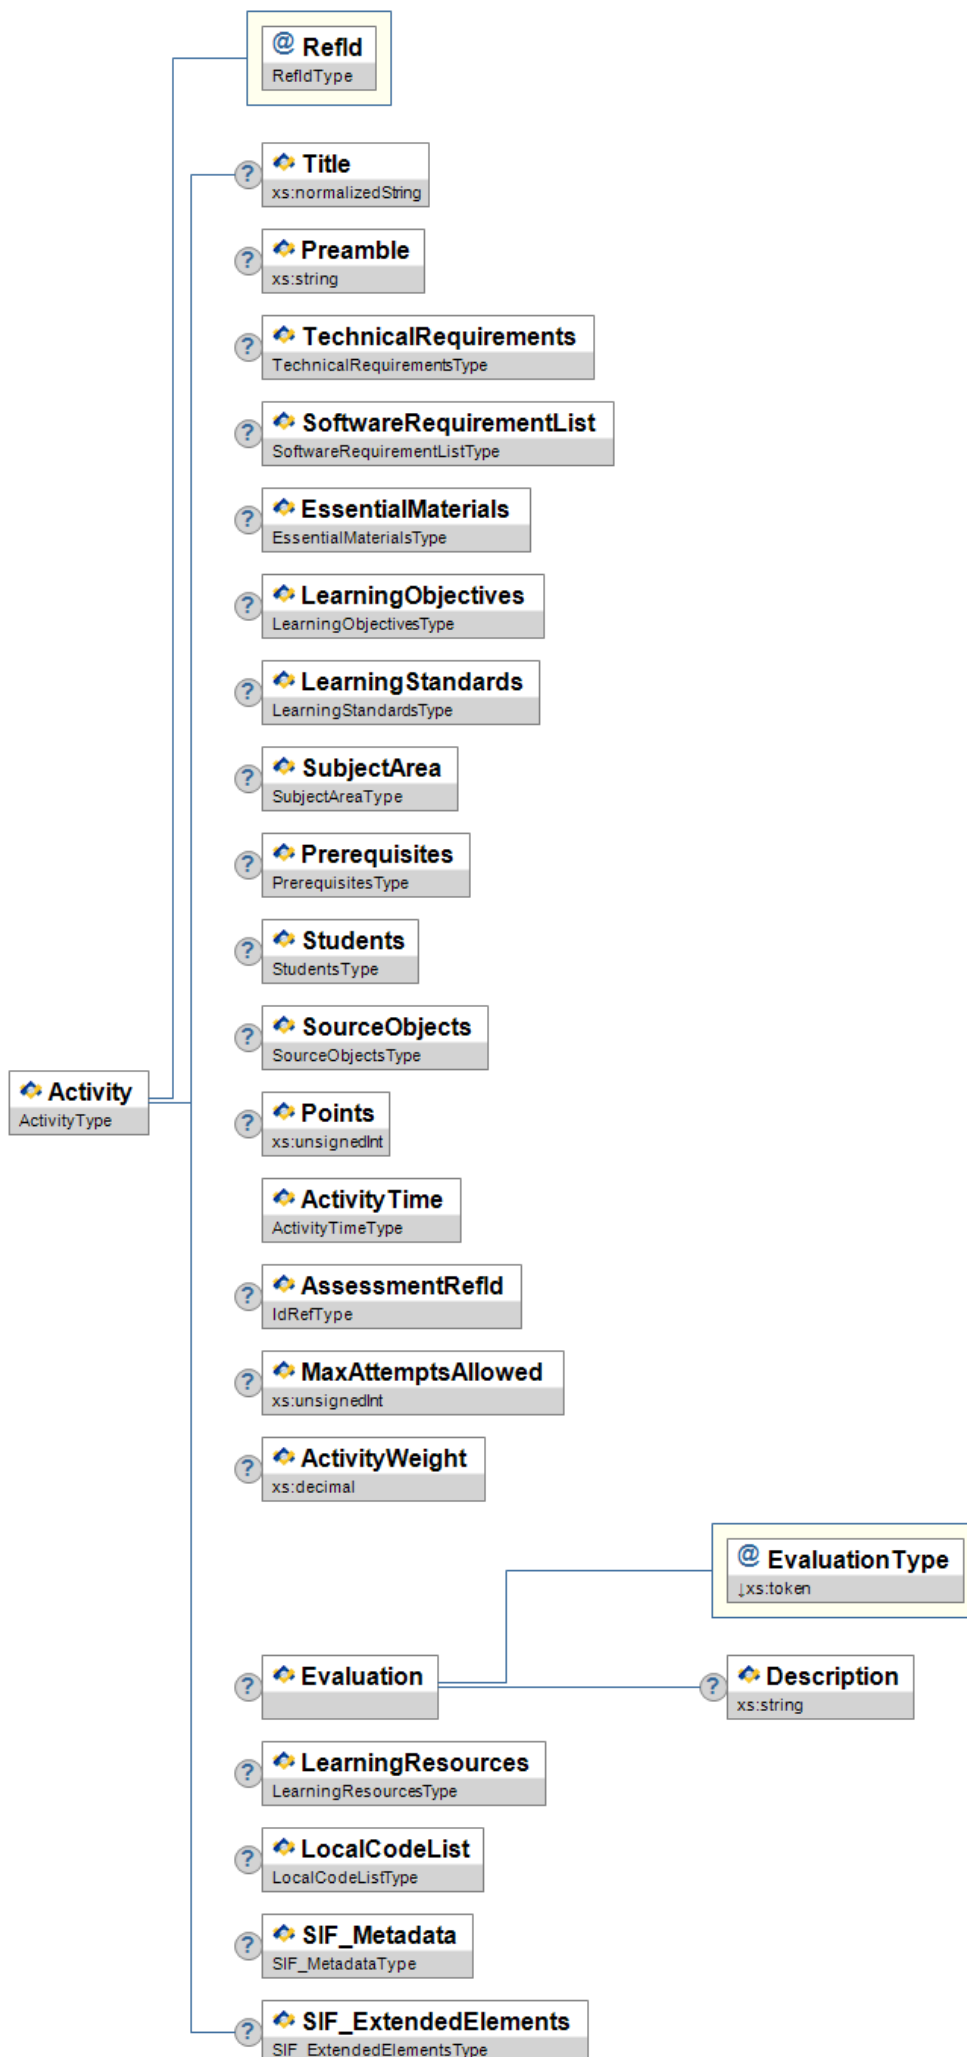 @ RefId
RefIdType
? Title
xs:normalizedString
? Preamble
xs:string
? TechnicalRequirements
TechnicalRequirementsType
? SoftwareRequirementList
SoftwareRequirementListType
? EssentialMaterials
EssentialMaterialsType
? LearningObjectives
LearningObjectivesType
? LearningStandards
LearningStandardsType
? SubjectArea
SubjectAreaType
? Prerequisites
PrerequisitesType
? Students
StudentsType
? SourceObjects
SourceObjectsType
Activity
ActivityType
? Points
xs:unsignedInt
ActivityTime
ActivityTimeType
? AssessmentRefId
IdRefType
? MaxAttemptsAllowed
xs:unsignedInt
? ActivityWeight
xs:decimal
@ EvaluationType
↓xs:token
? Evaluation
? Description
xs:string
? LearningResources
LearningResourcesType
? LocalCodeList
LocalCodeListType
? SIF_Metadata
SIF_MetadataType
? SIF_ExtendedElements
SIF_ExtendedElementsType